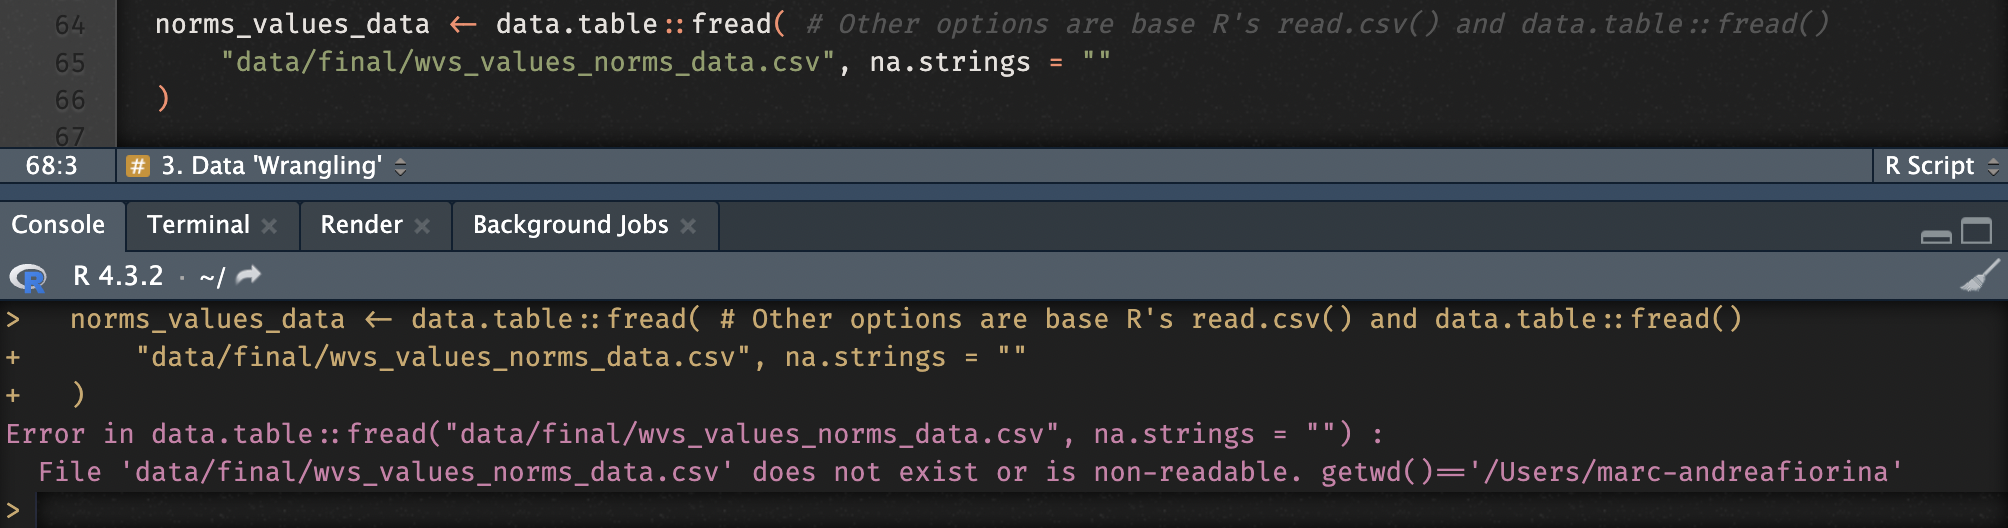 64 norms_values_data <- data.table::fread( # Other options are base R's read.csv() and data.table::fread()
65 "data/final/wvs_values_norms_data.csv", na.strings = ""
66 )
67
68:3 # 3. Data 'Wrangling' R Script
Console Terminal Render Background Jobs
R R 4.3.2 · ~/
> norms_values_data <- data.table::fread( # Other options are base R's read.csv() and data.table::fread()
+ "data/final/wvs_values_norms_data.csv", na.strings = ""
+ )
Error in data.table::fread("data/final/wvs_values_norms_data.csv", na.strings = "") :
File 'data/final/wvs_values_norms_data.csv' does not exist or is non-readable. getwd()=='/Users/marc-andreafiorina'
>